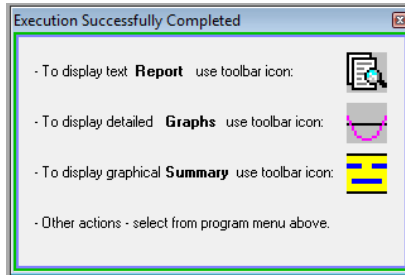 Execution Successfully Completed
- To display text Report use toolbar icon:
- To display detailed Graphs use toolbar icon:
- To display graphical Summary use toolbar icon:
- Other actions - select from program menu above.